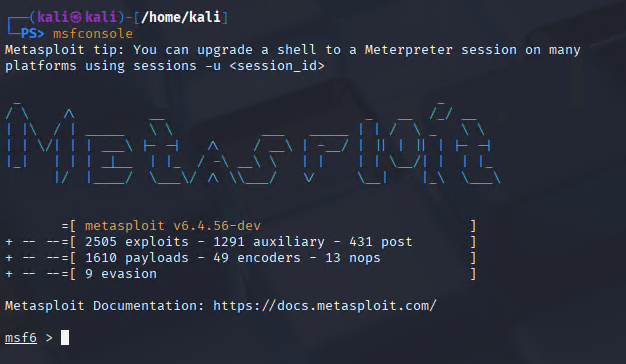 (kali㉿kali)-[/home/kali]
PS> msfconsole
Metasploit tip: You can upgrade a shell to a Meterpreter session on many
platforms using sessions -u <session_id>
Metasploit
=[ metasploit v6.4.56-dev ]
+ -- --=[ 2505 exploits - 1291 auxiliary - 431 post ]
+ -- --=[ 1610 payloads - 49 encoders - 13 nops ]
+ -- --=[ 9 evasion ]
Metasploit Documentation: https://docs.metasploit.com/
msf6 >